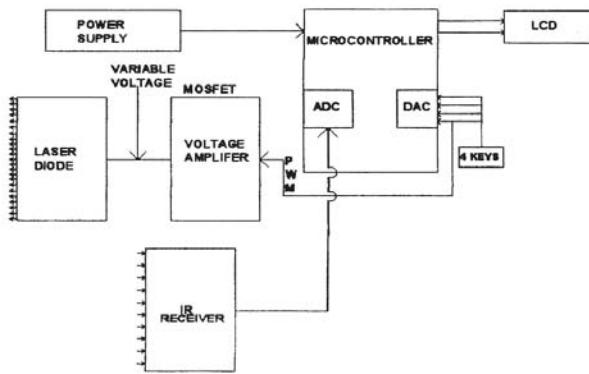 POWER
SUPPLY
MICROCONTROLLER
LCD
VARIABLE
VOLTAGE
MOSFET
ADC
DAC
LASER
DIODE
VOLTAGE
AMPLIFER
P
W
M
4 KEYS
IR
RECEIVER